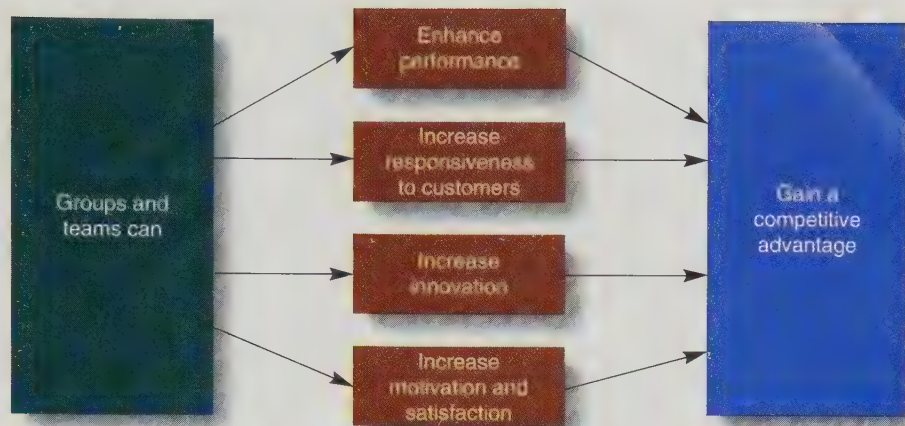 Groups and
teams can
Enhance
performance
Increase
responsiveness
to customers
Increase
innovation
Increase
motivation and
satisfaction
Gain a
competitive
advantage